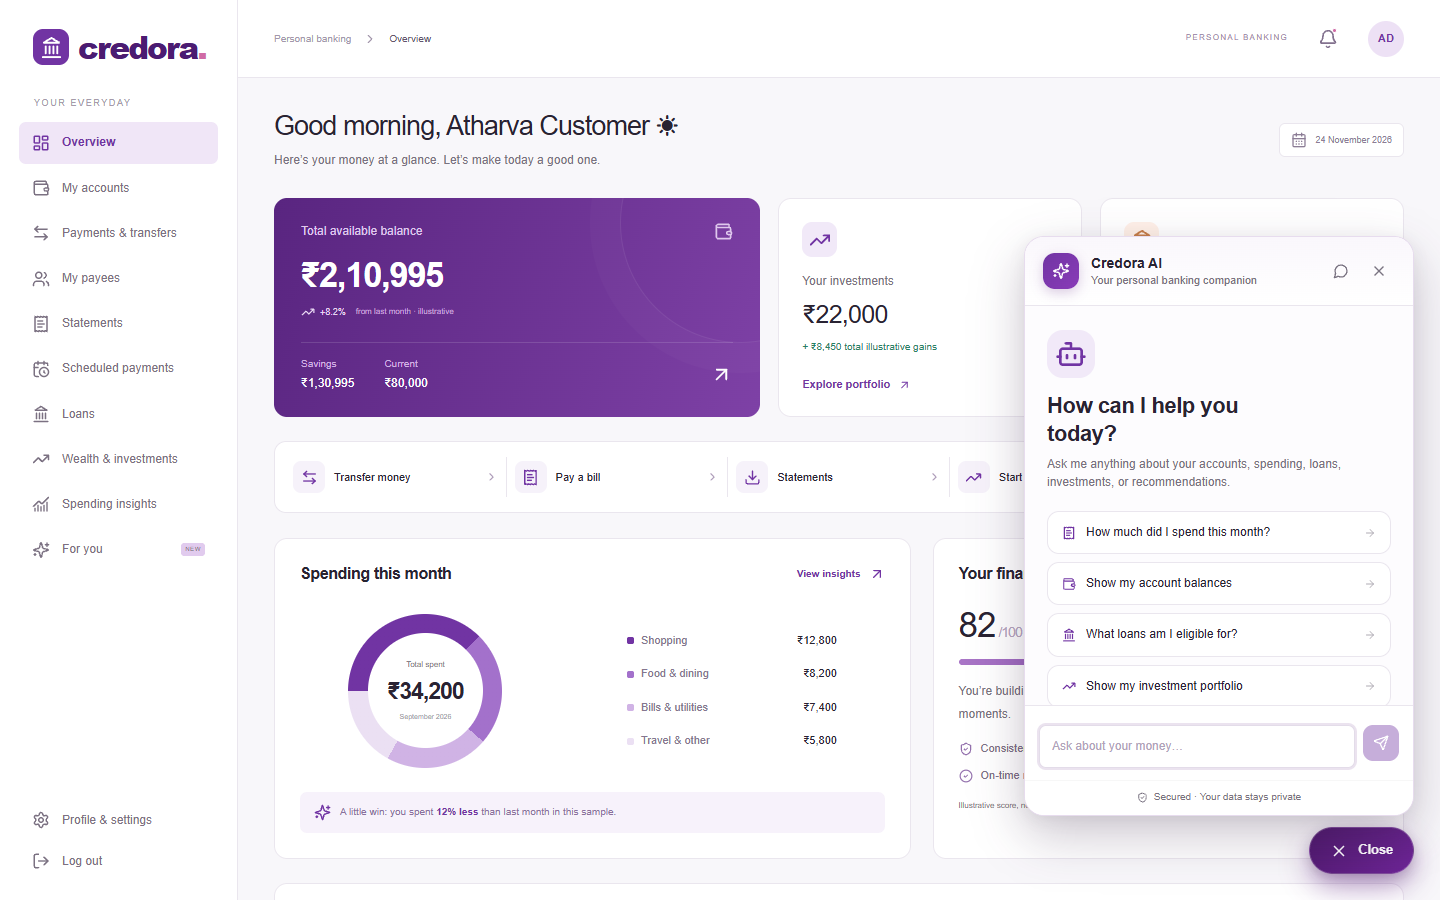 credora.
Personal banking
Overview
PERSONAL BANKING
AD
YOUR EVERYDAY
Overview
My accounts
Payments & transfers
My payees
Statements
Scheduled payments
Loans
Wealth & investments
Spending insights
For you
NEW
Profile & settings
Log out
Good morning, Atharva Customer
Here's your money at a glance. Let's make today a good one.
24 November 2026
Total available balance
₹2,10,995
+8.2%
from last month · illustrative
Savings
Current
₹1,30,995
₹80,000
Your investments
₹22,000
+ ₹8,450 total illustrative gains
Explore portfolio
Transfer money
Pay a bill
Statements
Start
Spending this month
View insights
Total spent
₹34,200
September 2026
Shopping
₹12,800
Food & dining
₹8,200
Bills & utilities
₹7,400
Travel & other
₹5,800
A little win: you spent 12% less than last month in this sample.
Your fina
82 /100
You're buildi
moments.
Consiste
On-time
Illustrative score,
Credora AI
Your personal banking companion
How can I help you
today?
Ask me anything about your accounts, spending, loans,
investments, or recommendations.
How much did I spend this month?
Show my account balances
What loans am I eligible for?
Show my investment portfolio
Ask about your money...
Secured · Your data stays private
Close